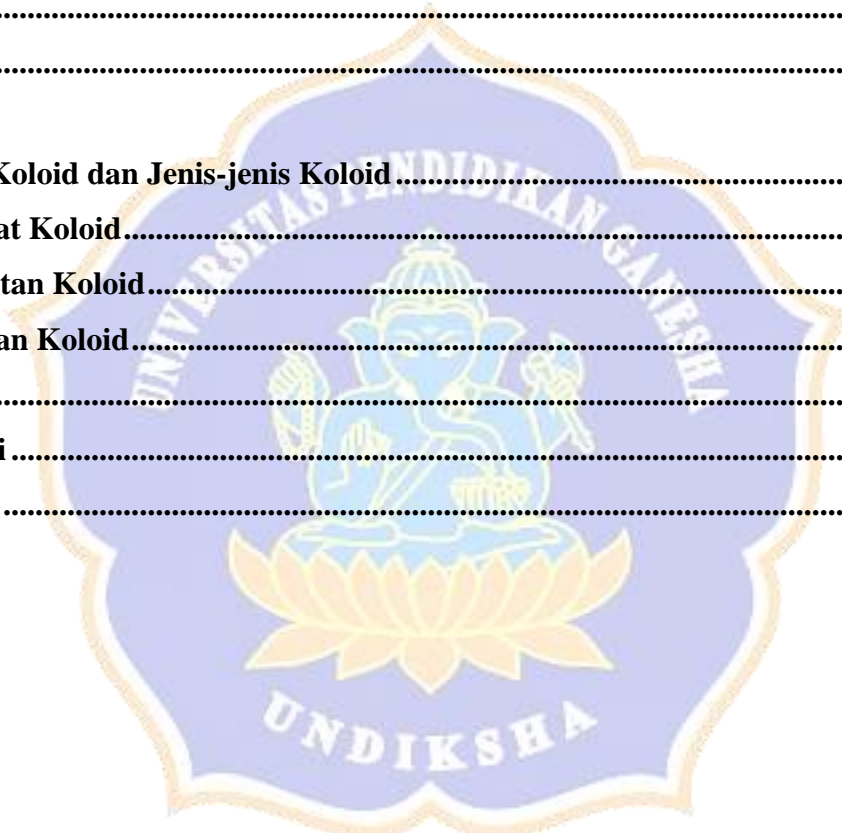 ................................................................................
................................................................................
Koloid dan Jenis-jenis Koloid................................................
at Koloid................................................................................
tan Koloid................................................................................
an Koloid................................................................................
................................................................................
i................................................................................
................................................................................
UNIVERSITAS PENDIDIKAN GANESHA
UNDIKSHA